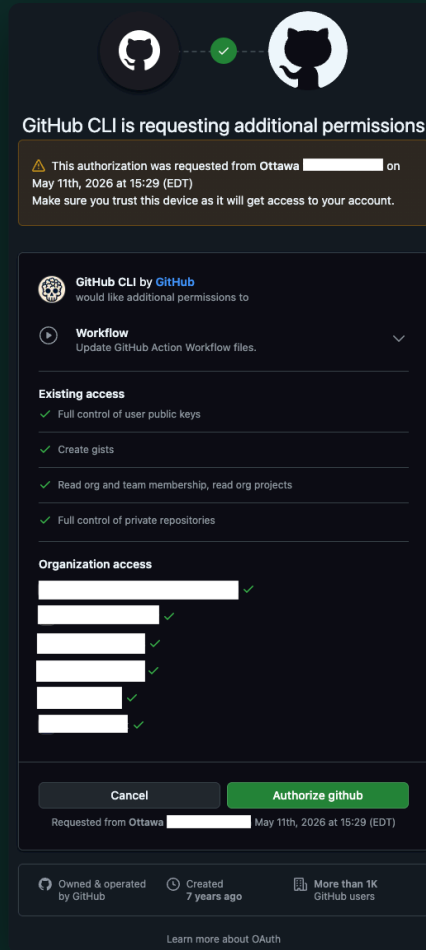 GitHub CLI is requesting additional permissions
This authorization was requested from Ottawa on
May 11th, 2026 at 15:29 (EDT)
Make sure you trust this device as it will get access to your account.
GitHub CLI by GitHub
would like additional permissions to
Workflow
Update GitHub Action Workflow files.
Existing access
Full control of user public keys
Create gists
Read org and team membership, read org projects
Full control of private repositories
Organization access
Cancel
Authorize github
Requested from Ottawa May 11th, 2026 at 15:29 (EDT)
Owned & operated
by GitHub
Created
7 years ago
More than 1K
GitHub users
Learn more about OAuth